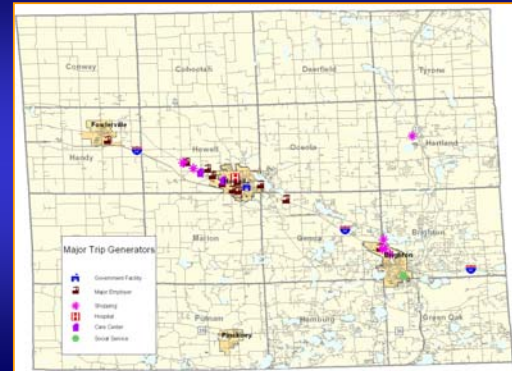 Conway
Cohoctah
Deerfield
Tyrone
Fowlerville
Handy
Howell
Oceola
Hartland
Marion
Genoa
Brighton
Brighton
Major Trip Generators
Government Facility
Major Employer
Shopping
Hospital
Care Center
Social Service
Putnam
Pinckney
Hamburg
Green Oak